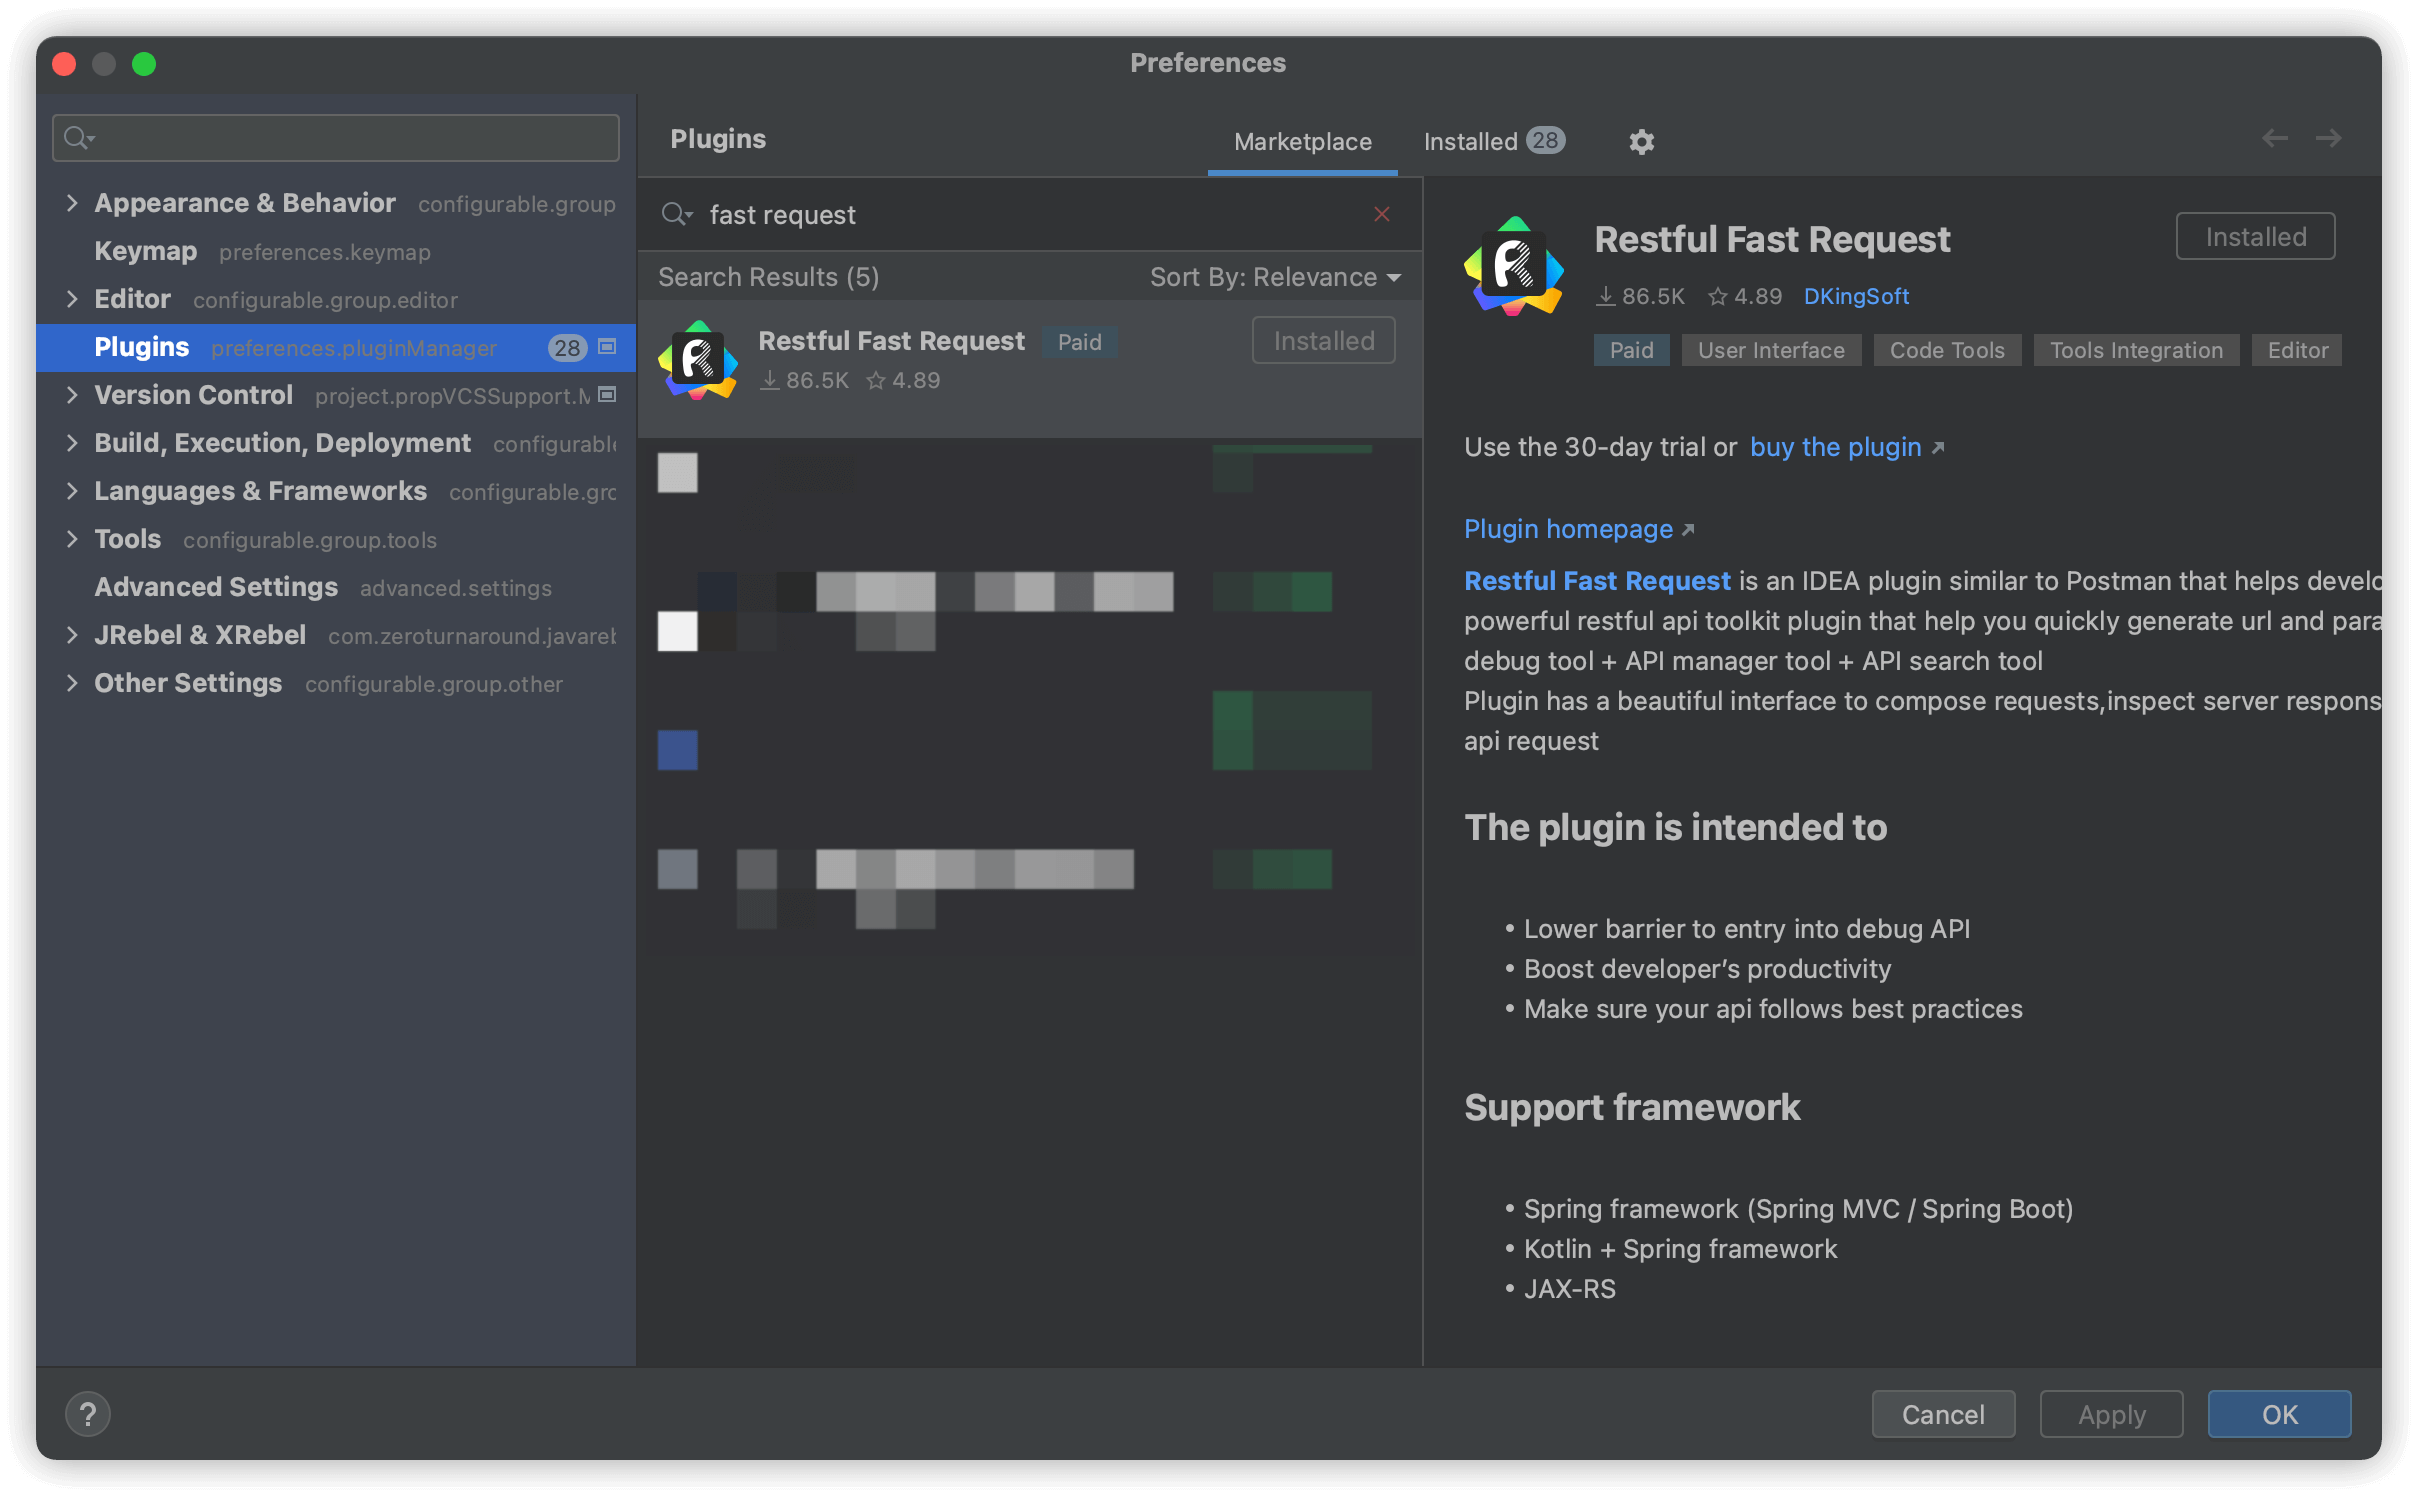 Preferences
Appearance & Behavior configurable.group
Keymap preferences.keymap
Editor configurable.group.editor
Plugins preferences.pluginManager 28
Version Control project.propVCSSupport.M
Build, Execution, Deployment configurable
Languages & Frameworks configurable.gro
Tools configurable.group.tools
Advanced Settings advanced.settings
JRebel & XRebel com.zeroturnaround.javareb
Other Settings configurable.group.other
Plugins
Marketplace
Installed 28
fast request
Search Results (5)
Sort By: Relevance
Restful Fast Request Paid
Installed
86.5K 4.89
Restful Fast Request
Installed
86.5K 4.89 DKingSoft
Paid User Interface Code Tools Tools Integration Editor
Use the 30-day trial or buy the plugin ↗
Plugin homepage ↗
Restful Fast Request is an IDEA plugin similar to Postman that helps develo
powerful restful api toolkit plugin that help you quickly generate url and para
debug tool + API manager tool + API search tool
Plugin has a beautiful interface to compose requests,inspect server respons
api request
The plugin is intended to
• Lower barrier to entry into debug API
• Boost developer’s productivity
• Make sure your api follows best practices
Support framework
• Spring framework (Spring MVC / Spring Boot)
• Kotlin + Spring framework
• JAX-RS
?
Cancel
Apply
OK